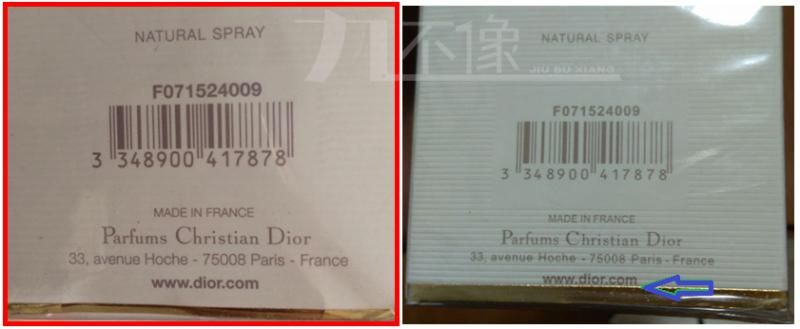 NATURAL SPRAY
F071524009
3 348900 417878
MADE IN FRANCE
Parfums Christian Dior
33, avenue Hoche - 75008 Paris - France
www.dior.com
九不像
JIU BU XIANG
NATURAL SPRAY
F071524009
3 348900 417878
MADE IN FRANCE
Parfums Christian Dior
33, avenue Hoche - 75008 Paris - France
www.dior.com